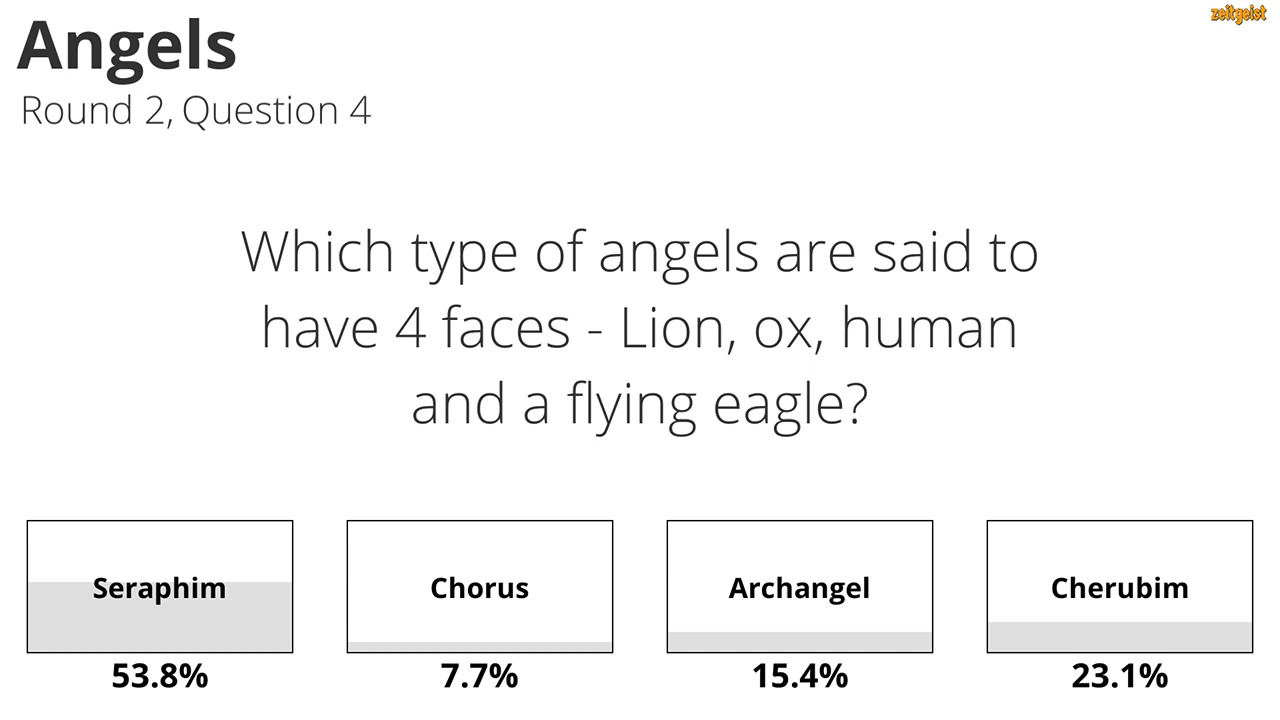 zeitgeist
Angels
Round 2, Question 4
Which type of angels are said to
have 4 faces - Lion, ox, human
and a flying eagle?
Seraphim
Chorus
Archangel
Cherubim
53.8%
7.7%
15.4%
23.1%